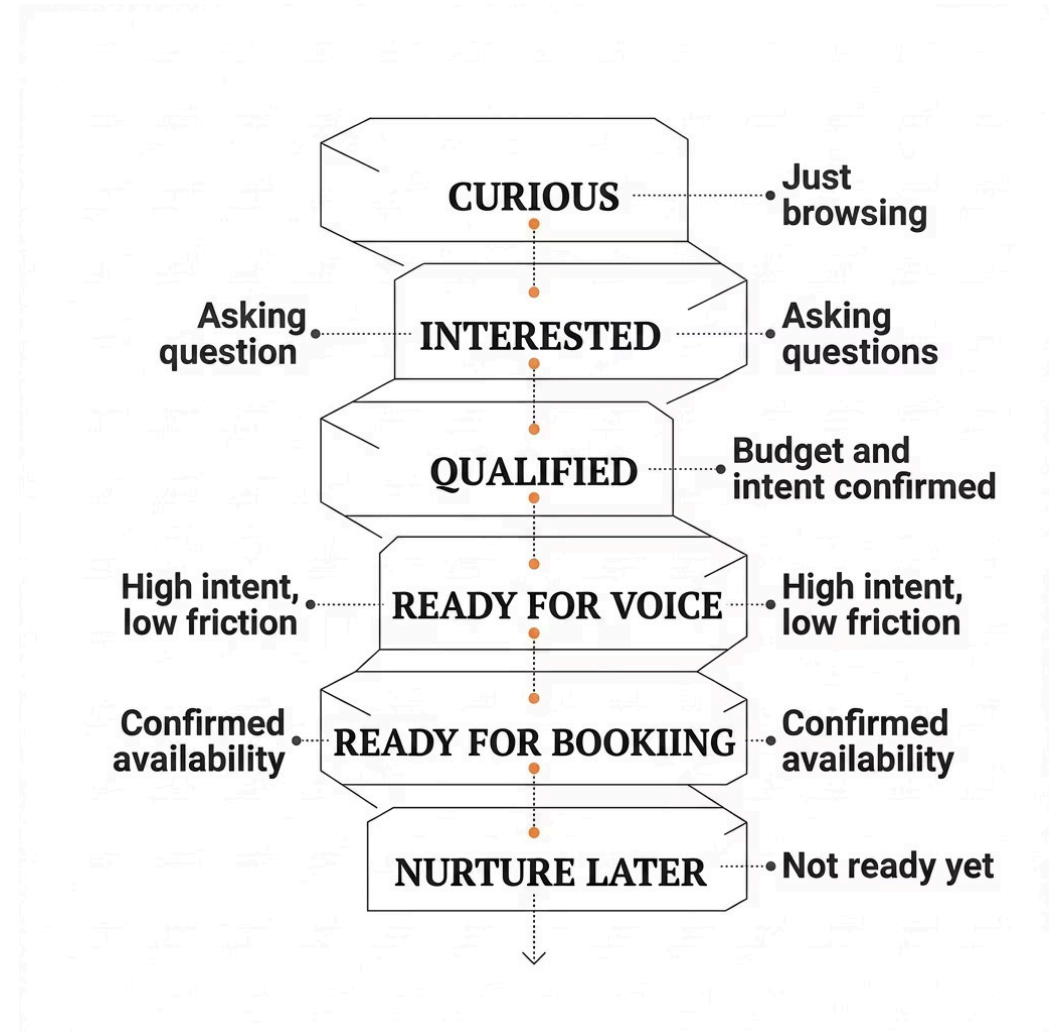 CURIOUS
Just
browsing
Asking
question
INTERESTED
Asking
questions
QUALIFIED
Budget and
intent confirmed
High intent,
low friction
READY FOR VOICE
High intent,
low friction
Confirmed
availability
READY FOR BOOKIING
Confirmed
availability
NURTURE LATER
Not ready yet